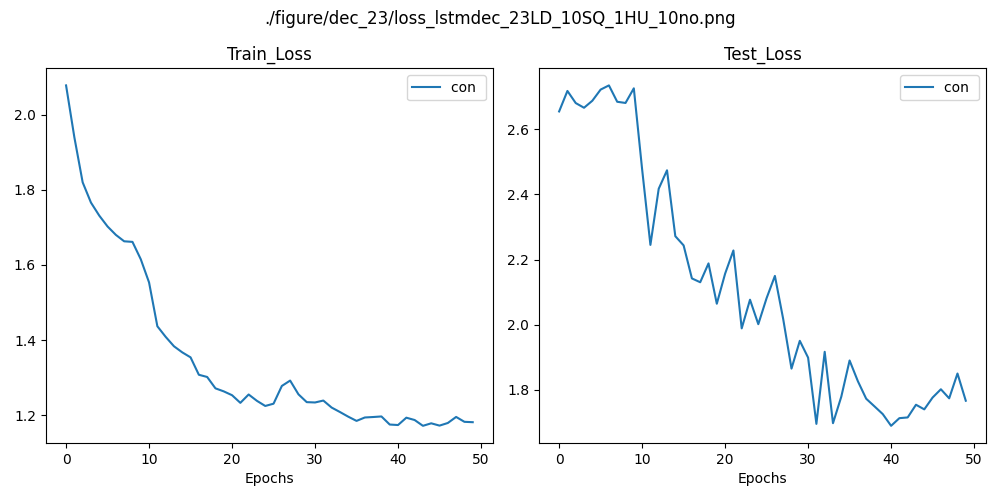 ./figure/dec_23/loss_lstmdec_23LD_10SQ_1HU_10no.png
Train_Loss
con
2.0
1.8
1.6
1.4
1.2
0 10 20 30 40 50
Epochs
Test_Loss
con
2.6
2.4
2.2
2.0
1.8
0 10 20 30 40 50
Epochs